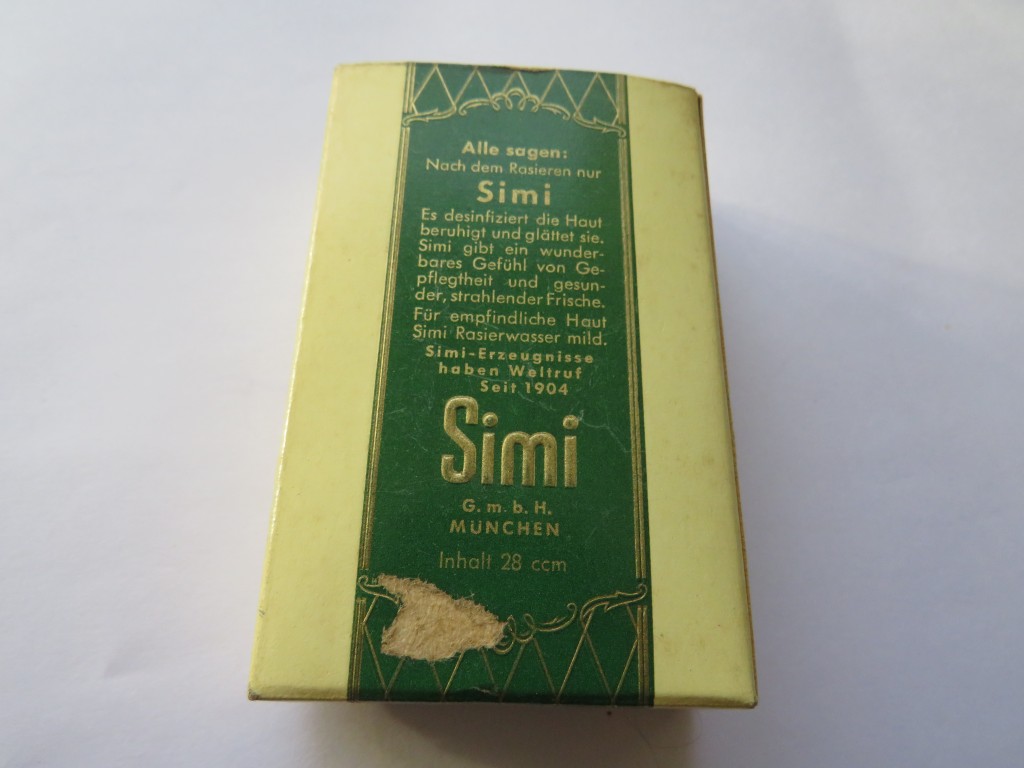 Alle sagen:
Nach dem Rasieren nur
Simi
Es desinfiziert die Haut
beruhigt und glättet sie.
Simi gibt ein wunder-
bares Gefühl von Ge-
pflegtheit und gesun-
der, strahlender Frische.
Für empfindliche Haut
Simi Rasierwasser mild.
Simi-Erzeugnisse
haben Weltruf
Seit 1904
Simi
G. m. b. H.
MÜNCHEN
Inhalt 28 ccm